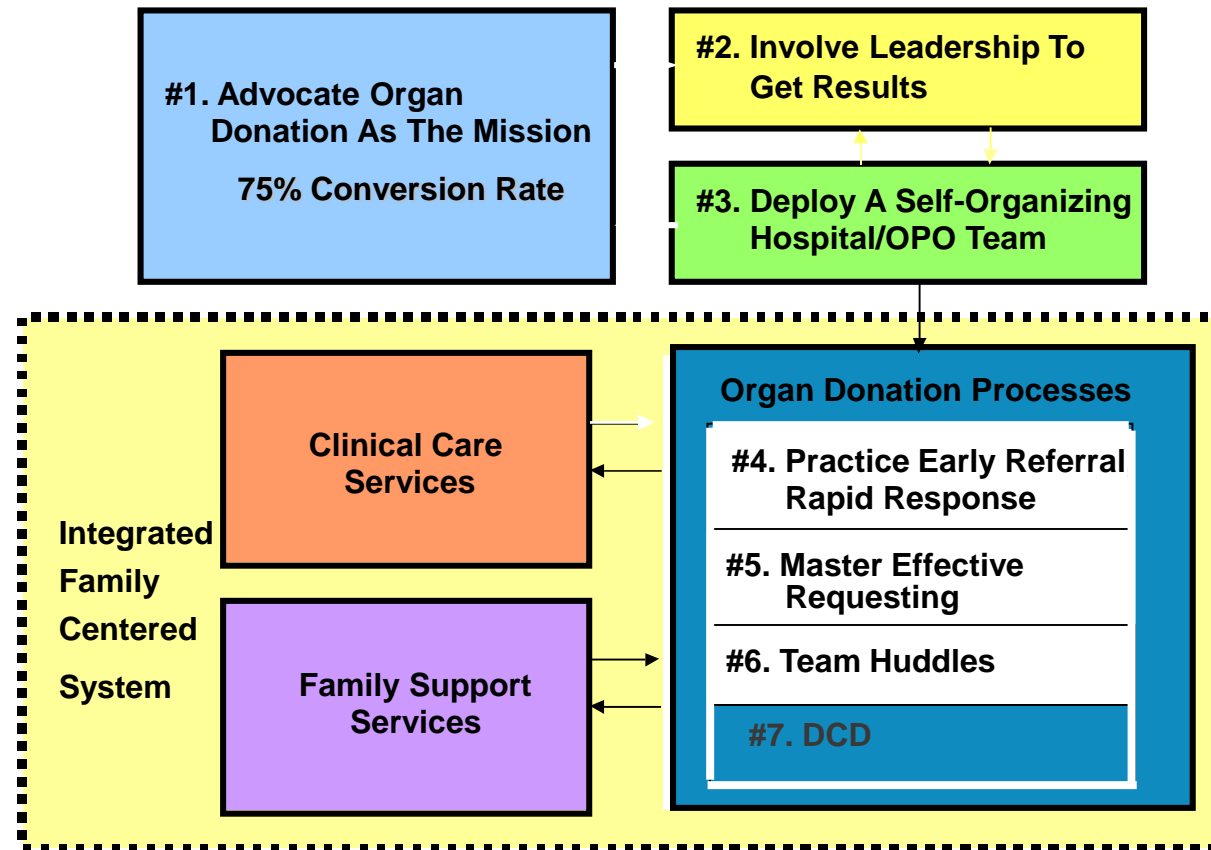 #1. Advocate Organ
Donation As The Mission
75% Conversion Rate
#2. Involve Leadership To
Get Results
#3. Deploy A Self-Organizing
Hospital/OPO Team
Integrated
Family
Centered
System
Clinical Care
Services
Family Support
Services
Organ Donation Processes
#4. Practice Early Referral
Rapid Response
#5. Master Effective
Requesting
#6. Team Huddles
#7. DCD